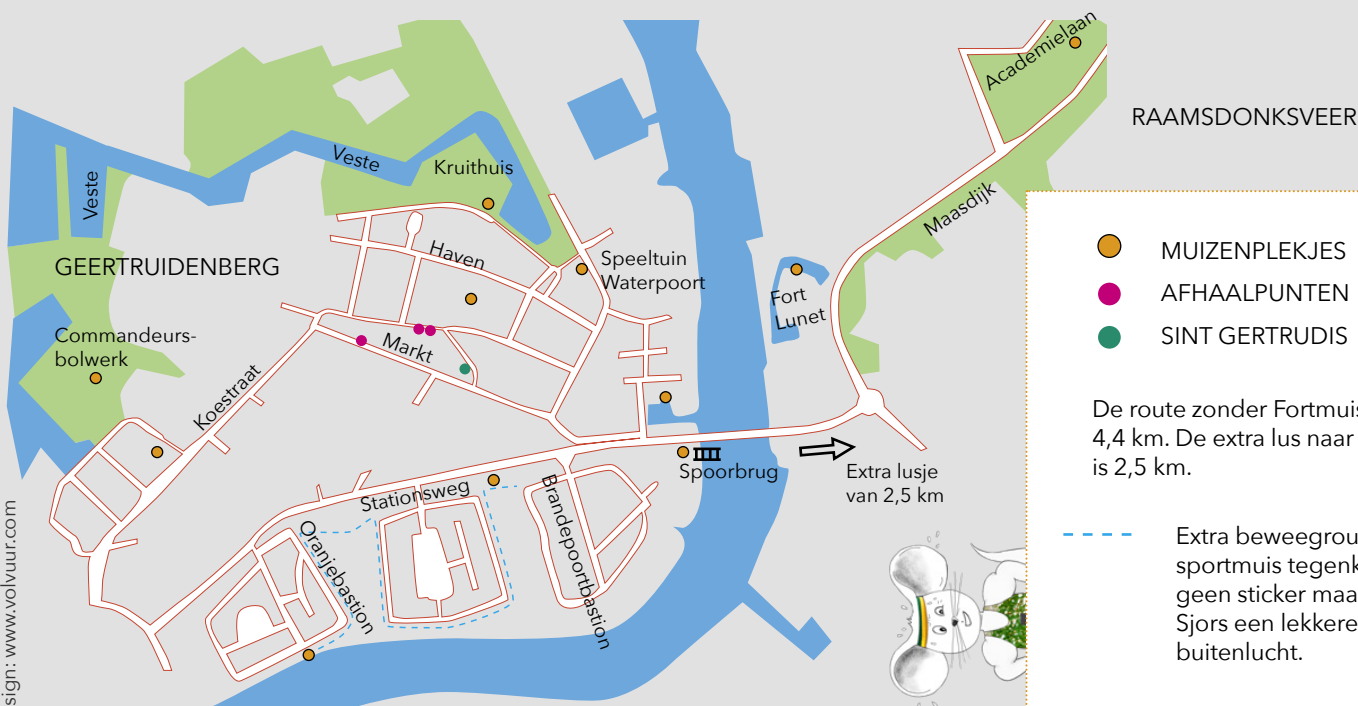 Academielaan
RAAMSDONKSVEER
Veste
Kruithuis
Veste
Maasdijk
Haven
Speeltuin
Waterpoort
GEERTRUIDENBERG
Fort
Lunet
Commandeurs-
bolwerk
Markt
Koestraat
Spoorbrug
Extra lusje
van 2,5 km
Stationsweg
Brandepoortbastion
Oranjebastion
sign: www.volvuur.com
MUIZENPLEKJES
AFHAALPUNTEN
SINT GERTRUDIS
De route zonder Fortmuis
4,4 km. De extra lus naar
is 2,5 km.
Extra beweegrou
sportmuis tegenk
geen sticker maa
Sjors een lekkere
buitenlucht.